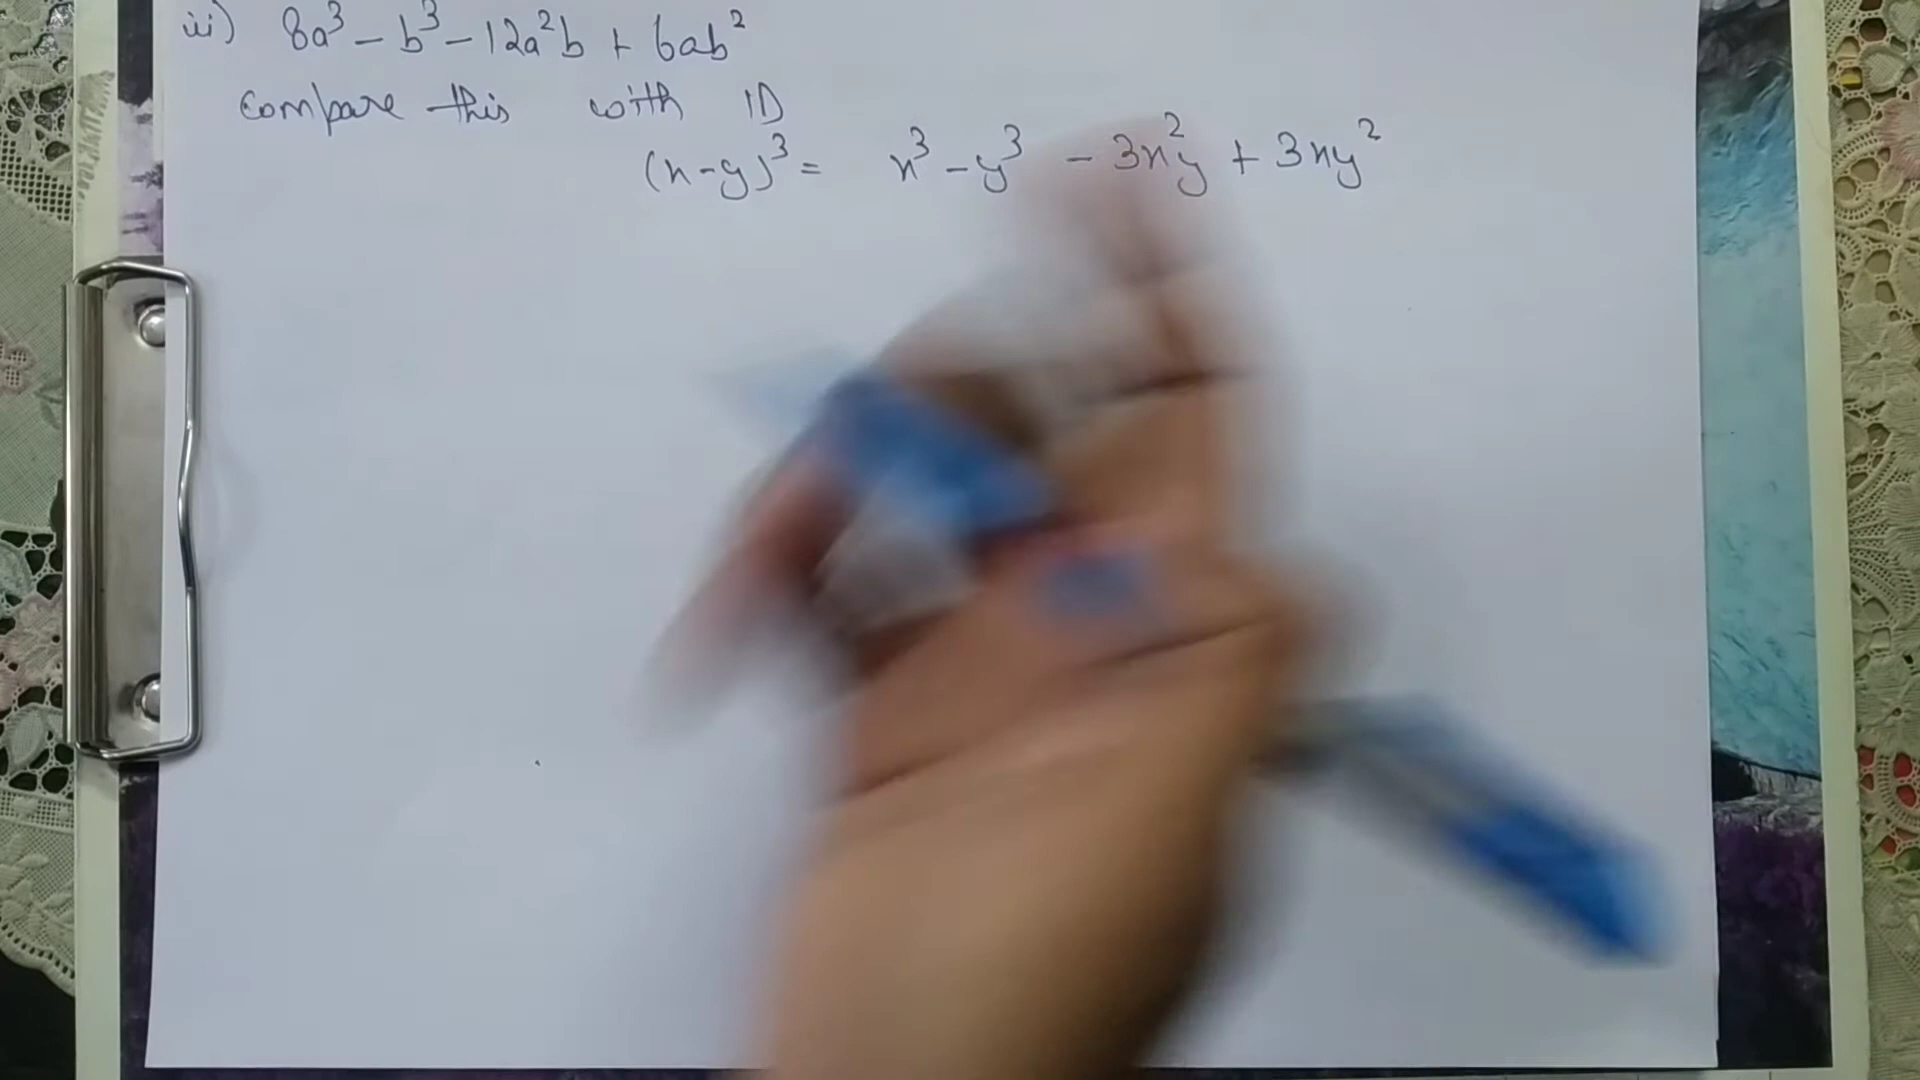 iii) 8a³ - b³ - 12a²b + 6ab²
compare this with ID
(x-y)³ = x³ - y³ - 3x²y + 3xy²